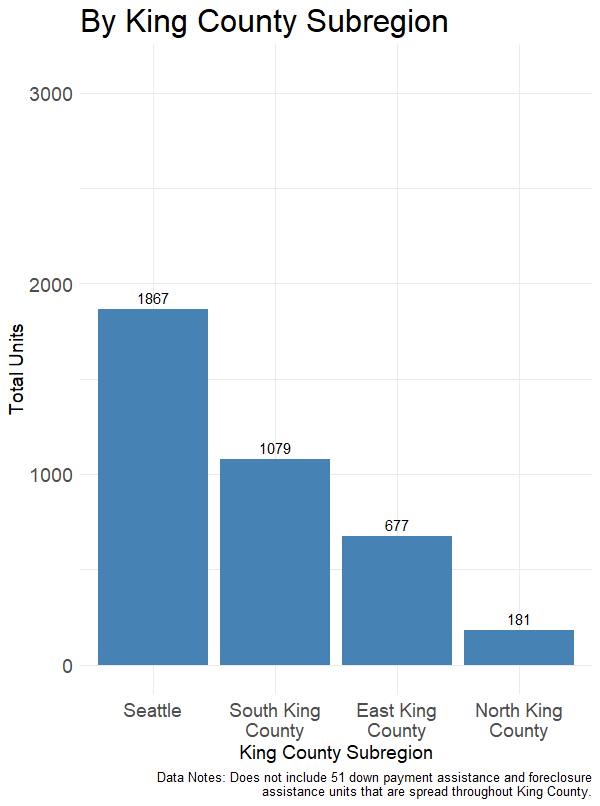 By King County Subregion
3000
2000
1000
0
Total Units
1867
1079
677
181
Seattle
South King
County
East King
County
North King
County
King County Subregion
Data Notes: Does not include 51 down payment assistance and foreclosure
assistance units that are spread throughout King County.